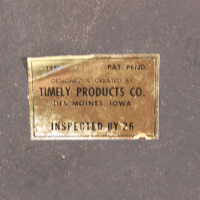 PAT. PEND.
DESIGNED & CREATED BY
TIMELY PRODUCTS CO.
DES MOINES, IOWA
INSPECTED BY 26